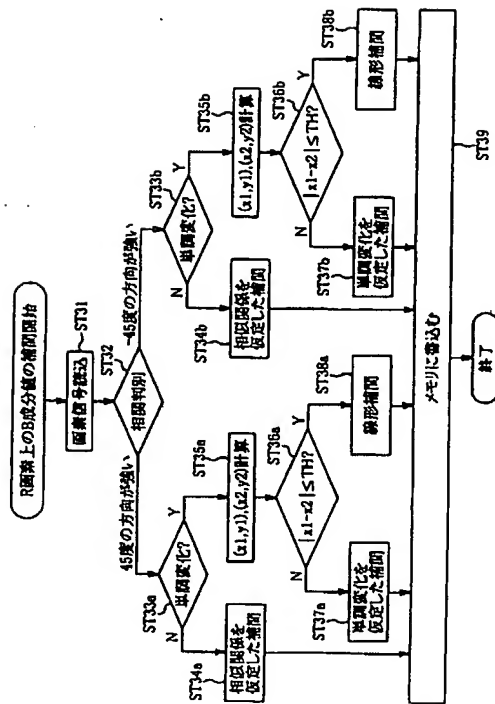 R画素上のB成分値の補間開始
ST31
画素信号読込
ST32
相関判別
45度の方向が強い
-45度の方向が強い
ST33a
単調変化?
N
Y
ST34a
相似関係を
仮定した補間
ST35a
(x1,y1),(x2,y2)計算
ST36a
|x1-x2|≤TH?
N
Y
ST37a
単調変化を
仮定した補間
ST38a
線形補間
ST33b
単調変化?
N
Y
ST34b
相似関係を
仮定した補間
ST35b
(x1,y1),(x2,y2)計算
ST36b
|x1-x2|≤TH?
N
Y
ST37b
単調変化を
仮定した補間
ST38b
線形補間
メモリに書込む
ST39
終了